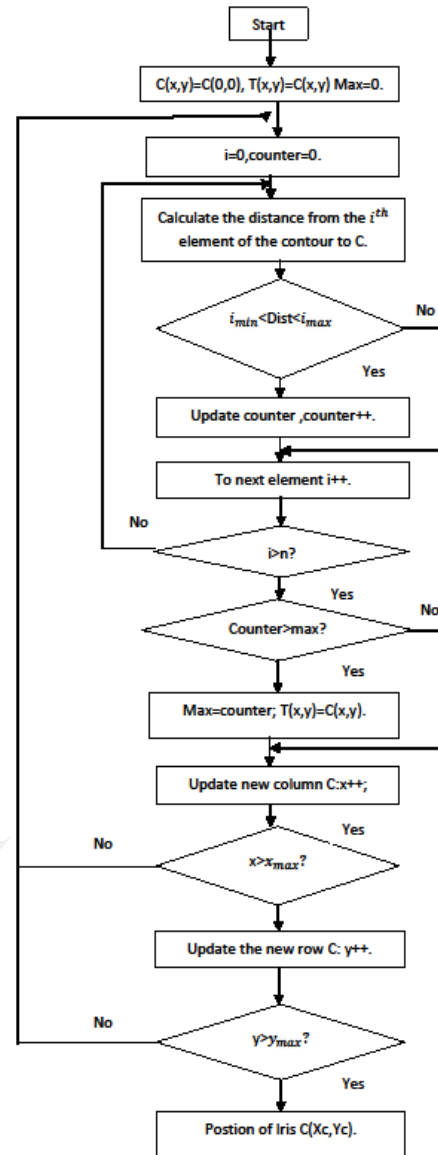 Start
C(x,y)=C(0,0), T(x,y)=C(x,y) Max=0.
i=0,counter=0.
Calculate the distance from the i^th
element of the contour to C.
i_min<Dist<i_max
No
Yes
Update counter ,counter++.
To next element i++.
No
i>n?
Yes
Counter>max?
No
Yes
Max=counter; T(x,y)=C(x,y).
Update new column C:x++;
No
Yes
x>x_max?
Update the new row C: y++.
No
y>y_max?
Yes
Postion of Iris C(Xc,Yc).